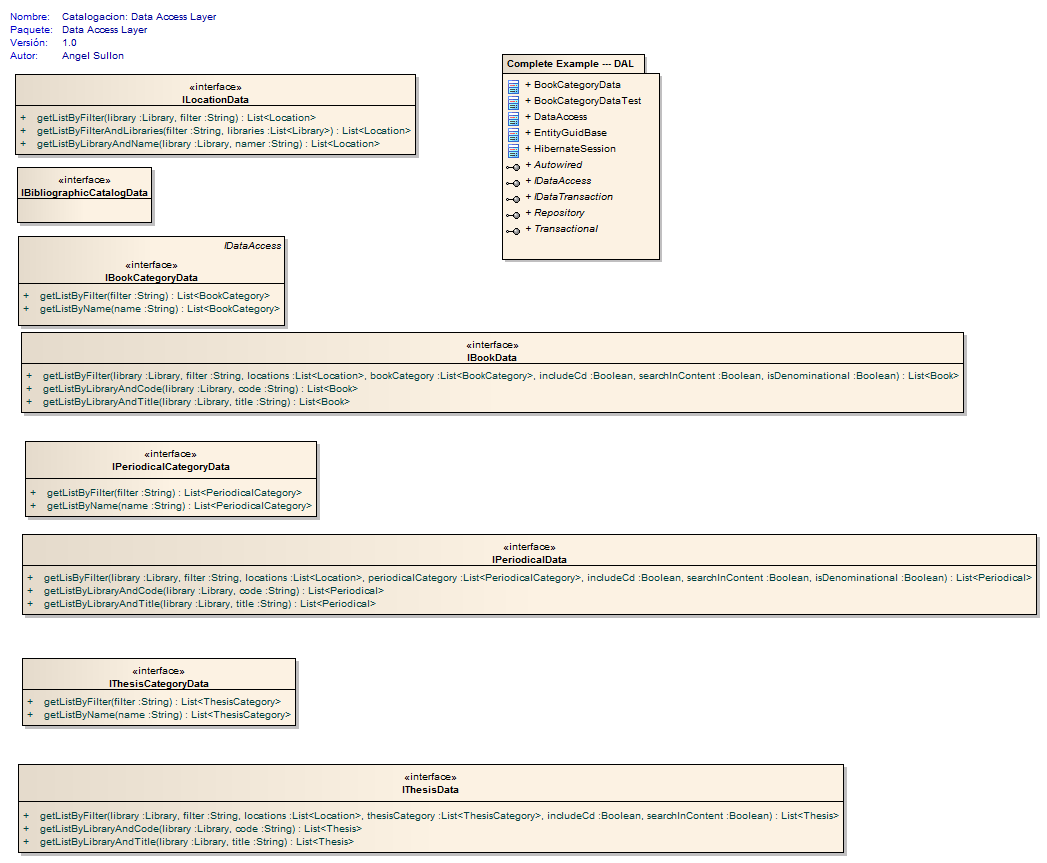 Nombre: Catalogacion: Data Access Layer
Paquete: Data Access Layer
Versión: 1.0
Autor: Angel Sullon
«interface»
ILocationData
+ getListByFilter(library :Library, filter :String) : List<Location>
+ getListByFilterAndLibraries(filter :String, libraries :List<Library>) : List<Location>
+ getListByLibraryAndName(library :Library, namer :String) : List<Location>
Complete Example --- DAL
+ BookCategoryData
+ BookCategoryDataTest
+ DataAccess
+ EntityGuidBase
+ HibernateSession
+ Autowired
+ IDataAccess
+ IDataTransaction
+ Repository
+ Transactional
«interface»
IBibliographicCatalogData
IDataAccess
«interface»
IBookCategoryData
+ getListByFilter(filter :String) : List<BookCategory>
+ getListByName(name :String) : List<BookCategory>
«interface»
IBookData
+ getListByFilter(library :Library, filter :String, locations :List<Location>, bookCategory :List<BookCategory>, includeCd :Boolean, searchInContent :Boolean, isDenominational :Boolean) : List<Book>
+ getListByLibraryAndCode(library :Library, code :String) : List<Book>
+ getListByLibraryAndTitle(library :Library, title :String) : List<Book>
«interface»
IPeriodicalCategoryData
+ getListByFilter(filter :String) : List<PeriodicalCategory>
+ getListByName(name :String) : List<PeriodicalCategory>
«interface»
IPeriodicalData
+ getLisByFilter(library :Library, filter :String, locations :List<Location>, periodicalCategory :List<PeriodicalCategory>, includeCd :Boolean, searchInContent :Boolean, isDenominational :Boolean) : List<Periodical>
+ getListByLibraryAndCode(library :Library, code :String) : List<Periodical>
+ getListByLibraryAndTitle(library :Library, title :String) : List<Periodical>
«interface»
IThesisCategoryData
+ getListByFilter(filter :String) : List<ThesisCategory>
+ getListByName(name :String) : List<ThesisCategory>
«interface»
IThesisData
+ getListByFilter(library :Library, filter :String, locations :List<Location>, thesisCategory :List<ThesisCategory>, includeCd :Boolean, searchInContent :Boolean) : List<Thesis>
+ getListByLibraryAndCode(library :Library, code :String) : List<Thesis>
+ getListByLibraryAndTitle(library :Library, title :String) : List<Thesis>